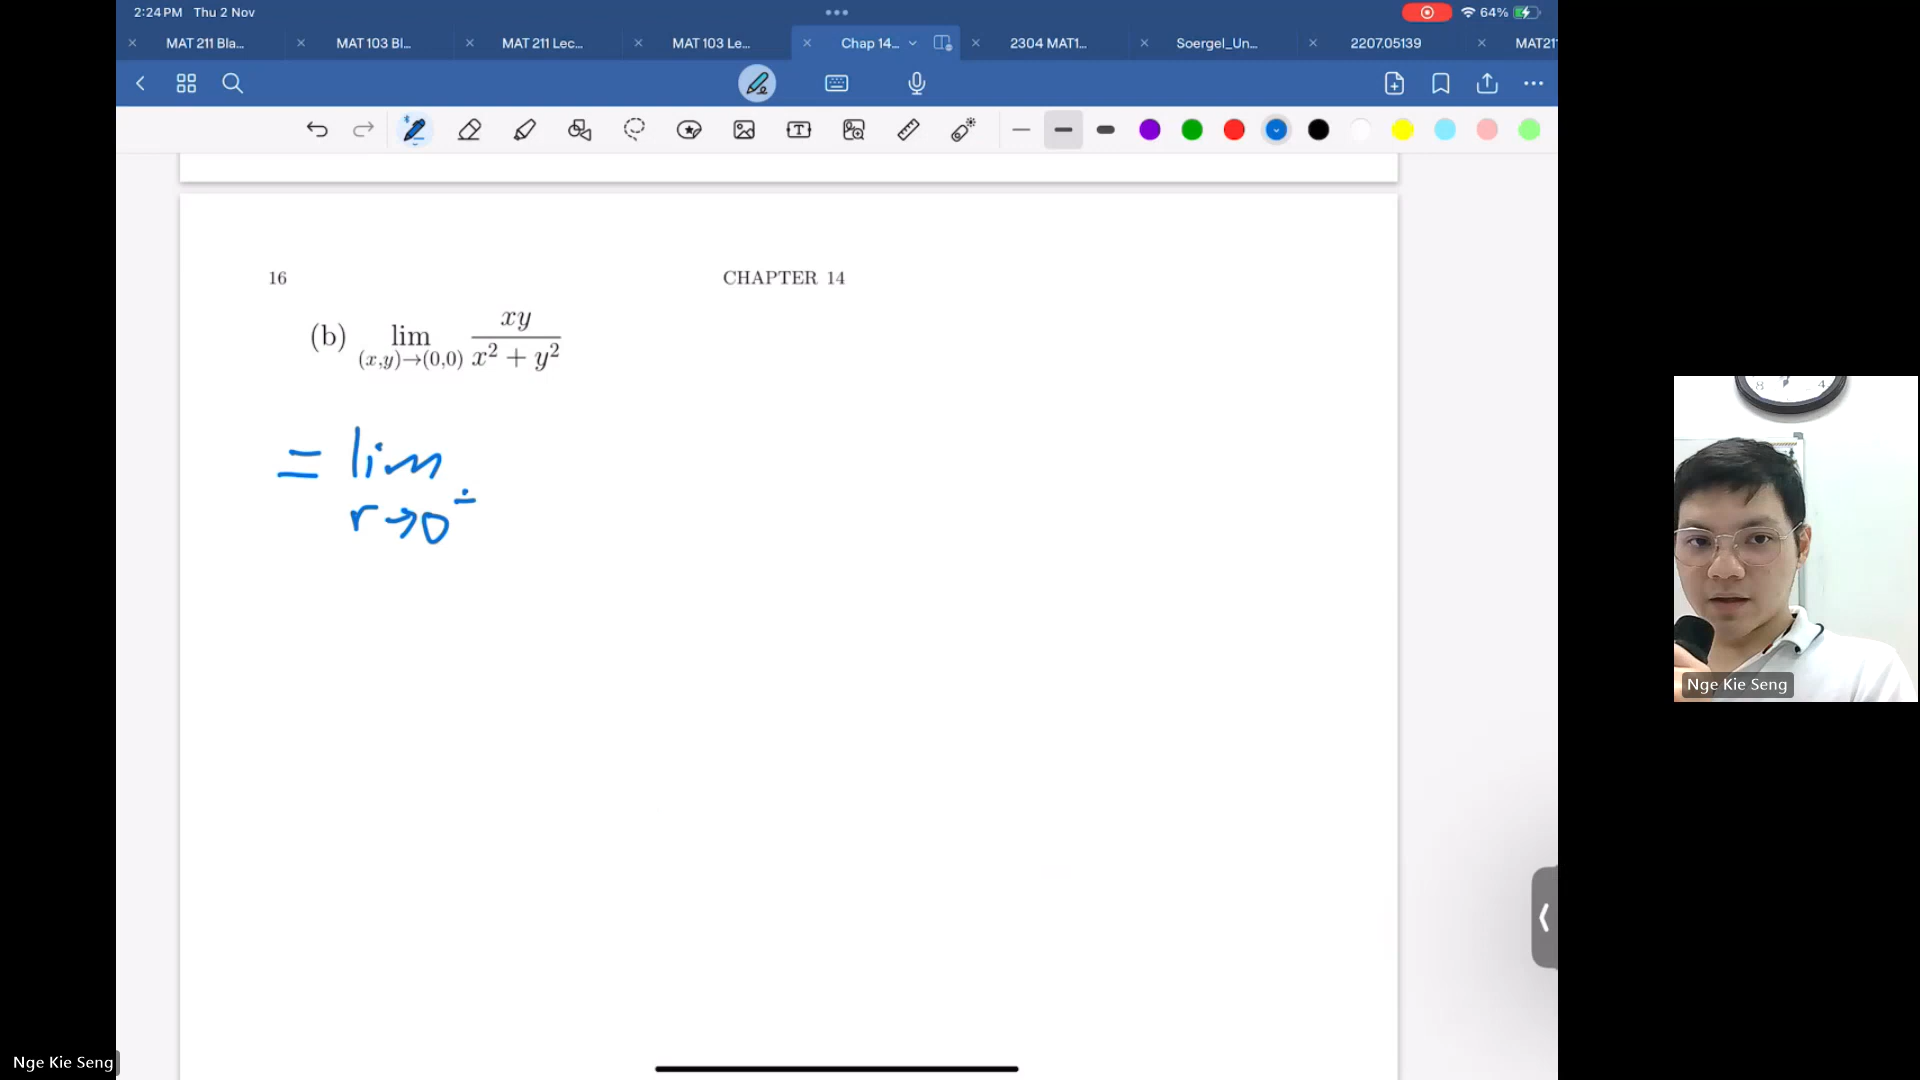 2:24 PM Thu 2 Nov
64%
MAT 211 Bla...
MAT 103 Bl...
MAT 211 Lec...
MAT 103 Le...
Chap 14...
2304 MAT1...
Soergel_Un...
2207.05139
MAT21
16
CHAPTER 14
(b) lim (x,y)→(0,0) xy / x² + y²
= lim
r → 0
8 4
Nge Kie Seng
Nge Kie Seng